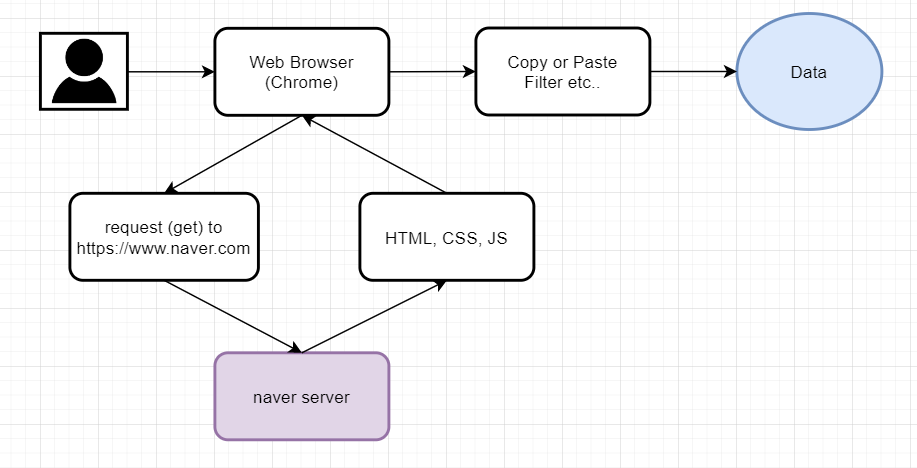 Web Browser
(Chrome)
Copy or Paste
Filter etc..
Data
request (get) to
https://www.naver.com
HTML, CSS, JS
naver server